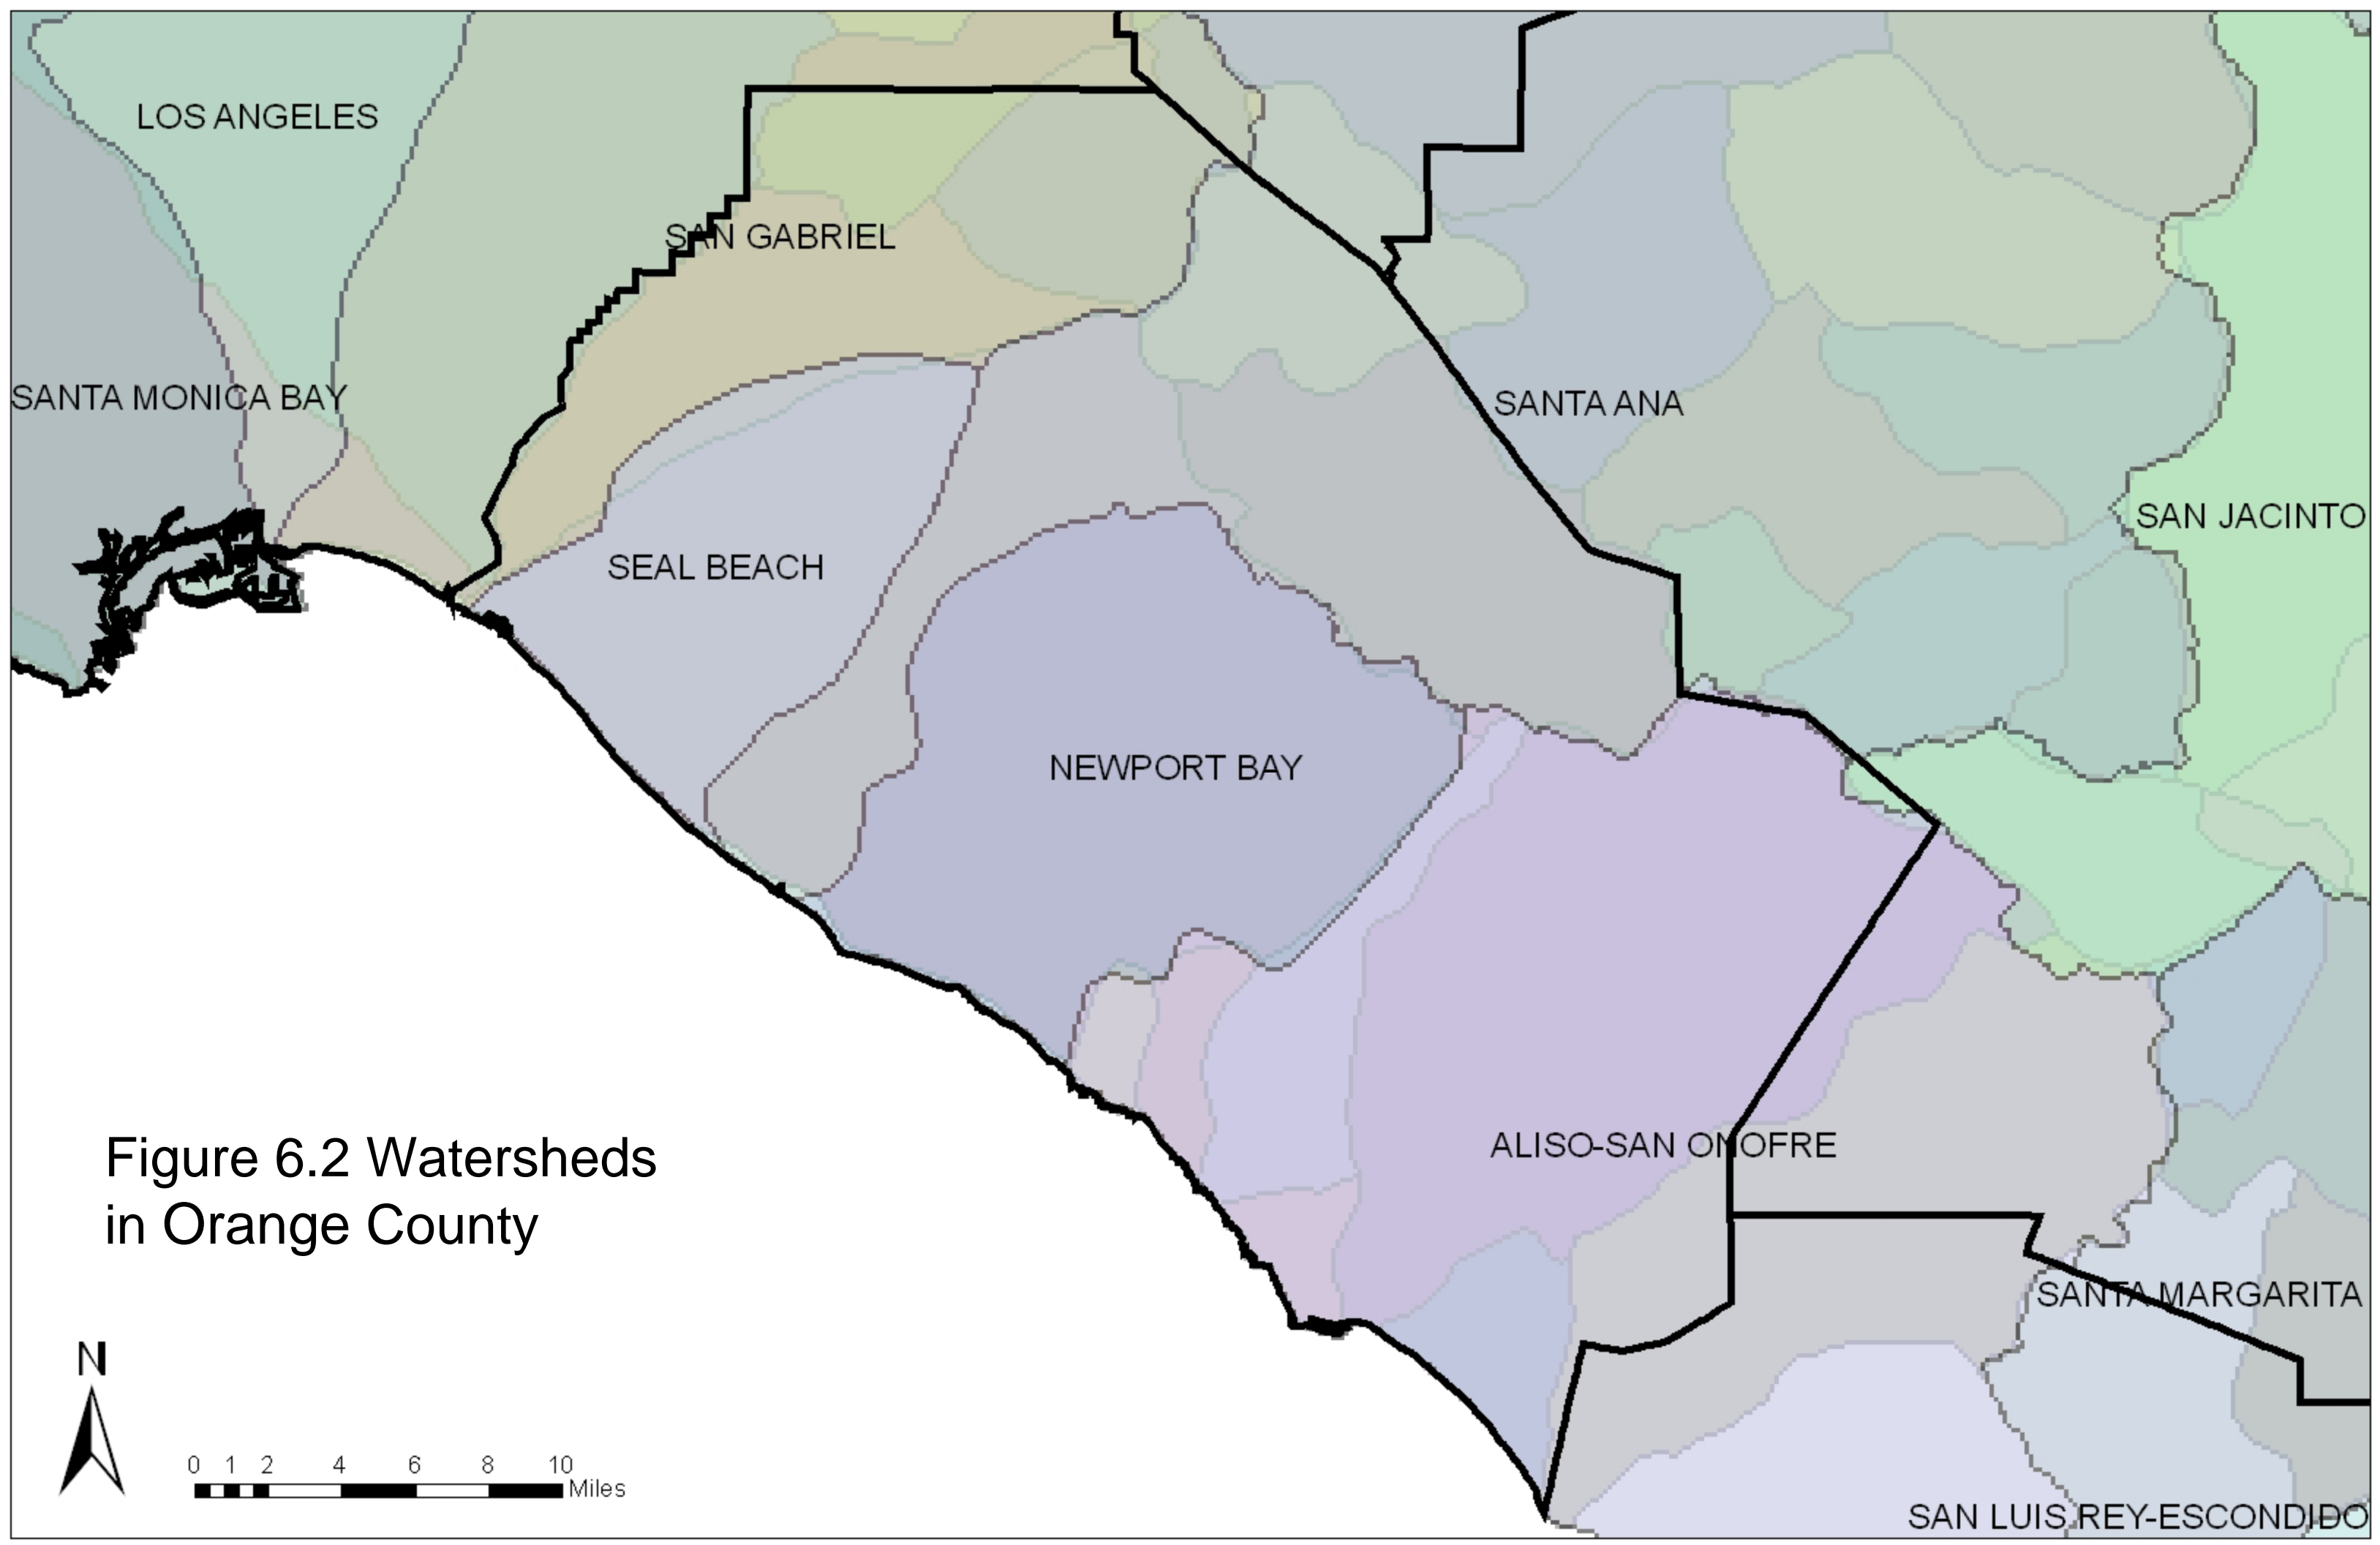 LOS ANGELES
SAN GABRIEL
SANTA MONICA BAY
SANTA ANA
SAN JACINTO
SEAL BEACH
NEWPORT BAY
ALISO-SAN ONOFRE
Figure 6.2 Watersheds
in Orange County
SANTA MARGARITA
N
0 1 2 4 6 8 10
Miles
SAN LUIS REY-ESCONDIDO